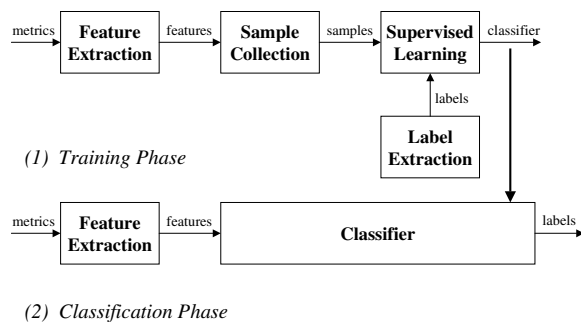 metrics
Feature
Extraction
features
Sample
Collection
samples
Supervised
Learning
classifier
labels
Label
Extraction
(1) Training Phase
metrics
Feature
Extraction
features
Classifier
labels
(2) Classification Phase